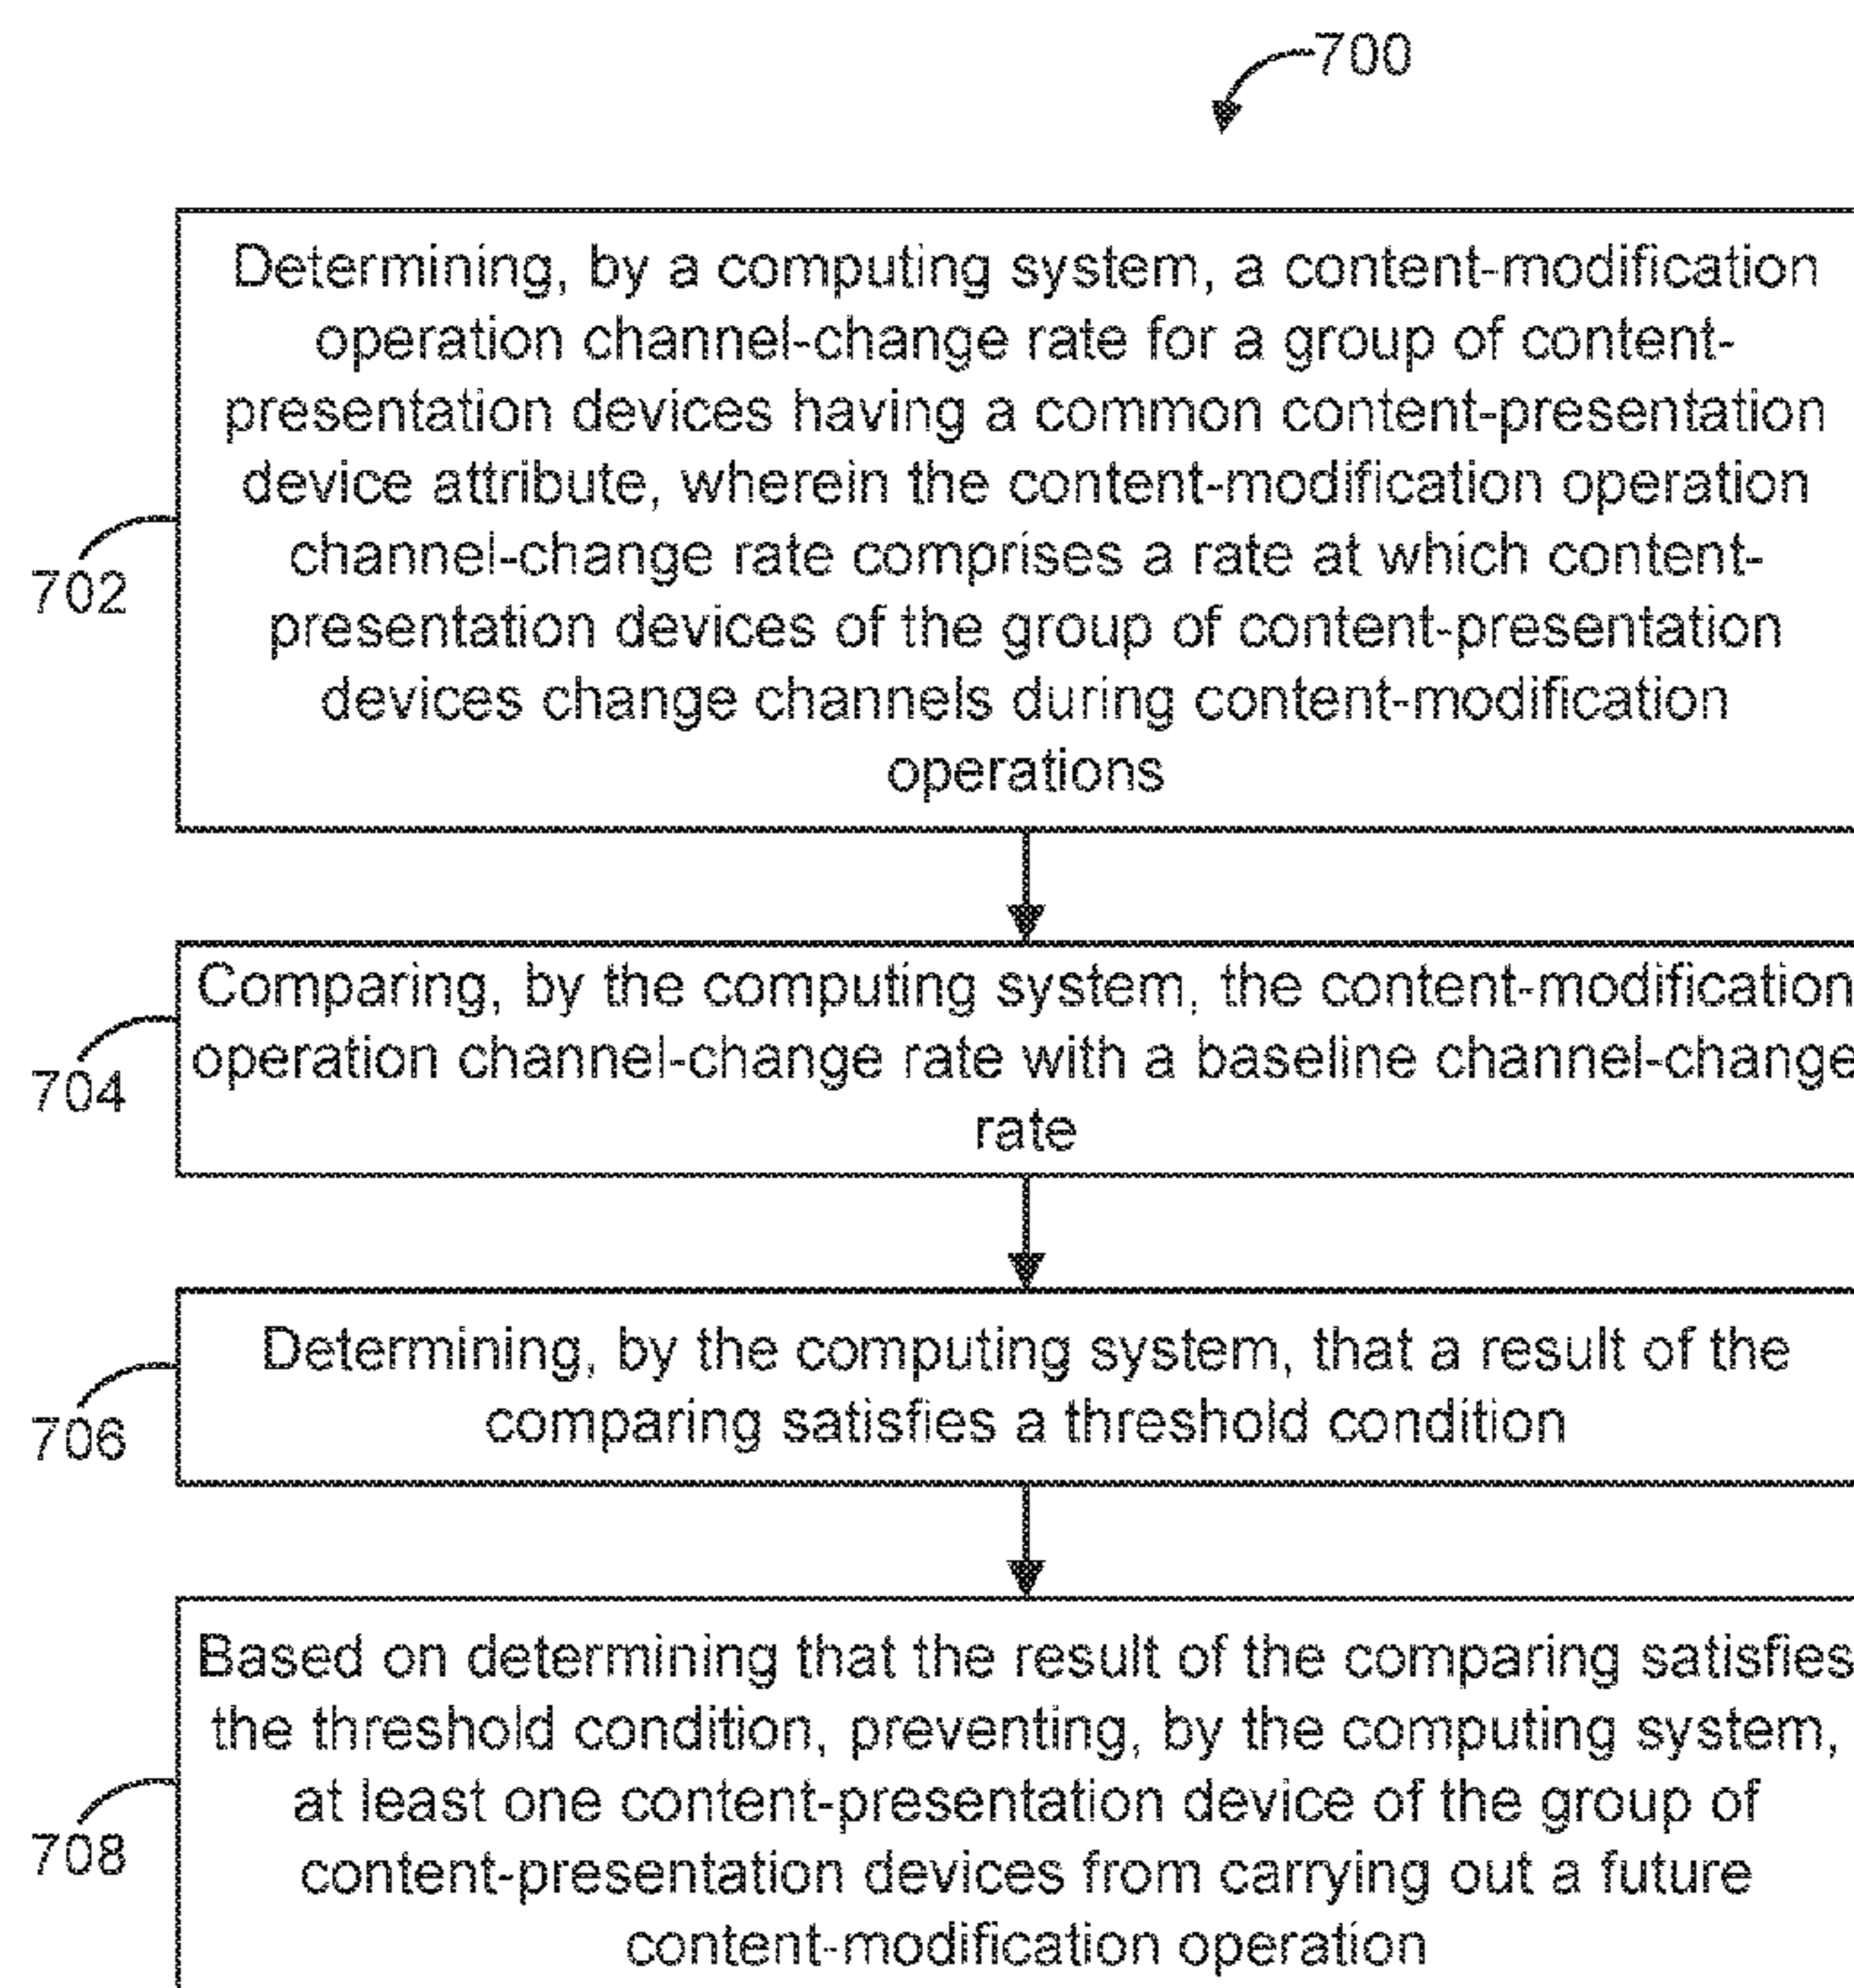 700
Determining, by a computing system, a content-modification
operation channel-change rate for a group of content-
presentation devices having a common content-presentation
device attribute, wherein the content-modification operation
channel-change rate comprises a rate at which content-
presentation devices of the group of content-presentation
devices change channels during content-modification
operations
702
Comparing, by the computing system, the content-modification
operation channel-change rate with a baseline channel-change
rate
704
Determining, by the computing system, that a result of the
comparing satisfies a threshold condition
706
Based on determining that the result of the comparing satisfies
the threshold condition, preventing, by the computing system,
at least one content-presentation device of the group of
content-presentation devices from carrying out a future
content-modification operation
708